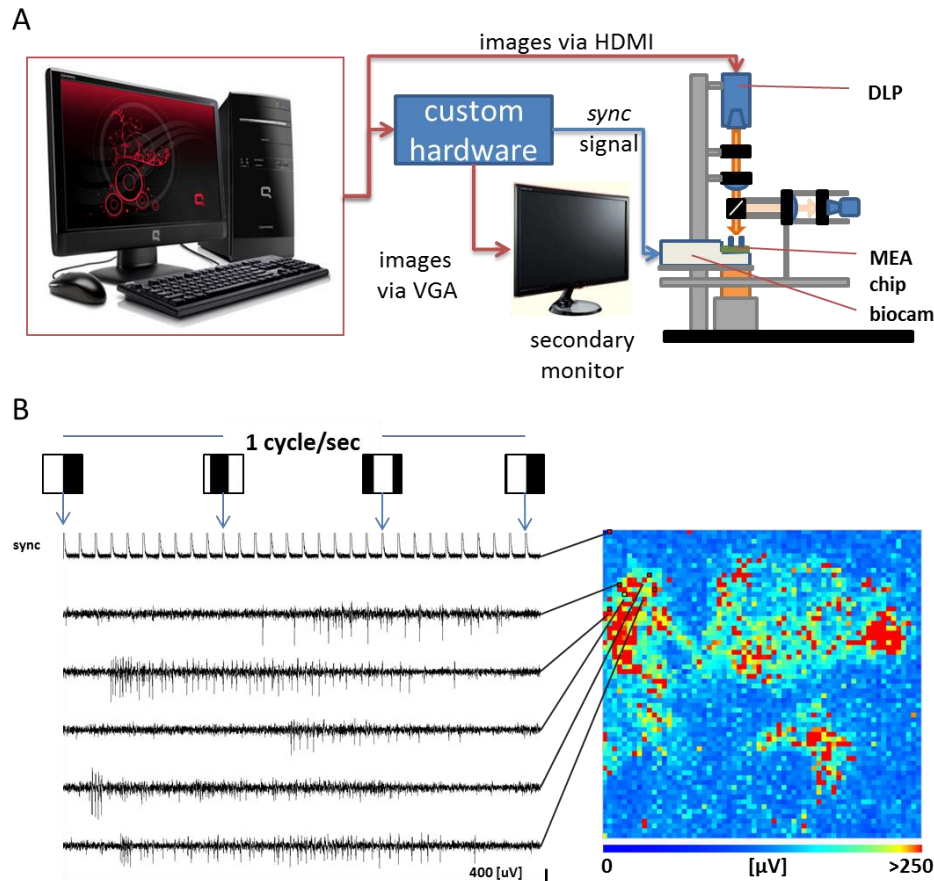 A
images via HDMI
DLP
custom
hardware
sync
signal
images
via VGA
MEA
chip
biocam
secondary
monitor
B
1 cycle/sec
sync
400 [uV]
0
[µV]
>250